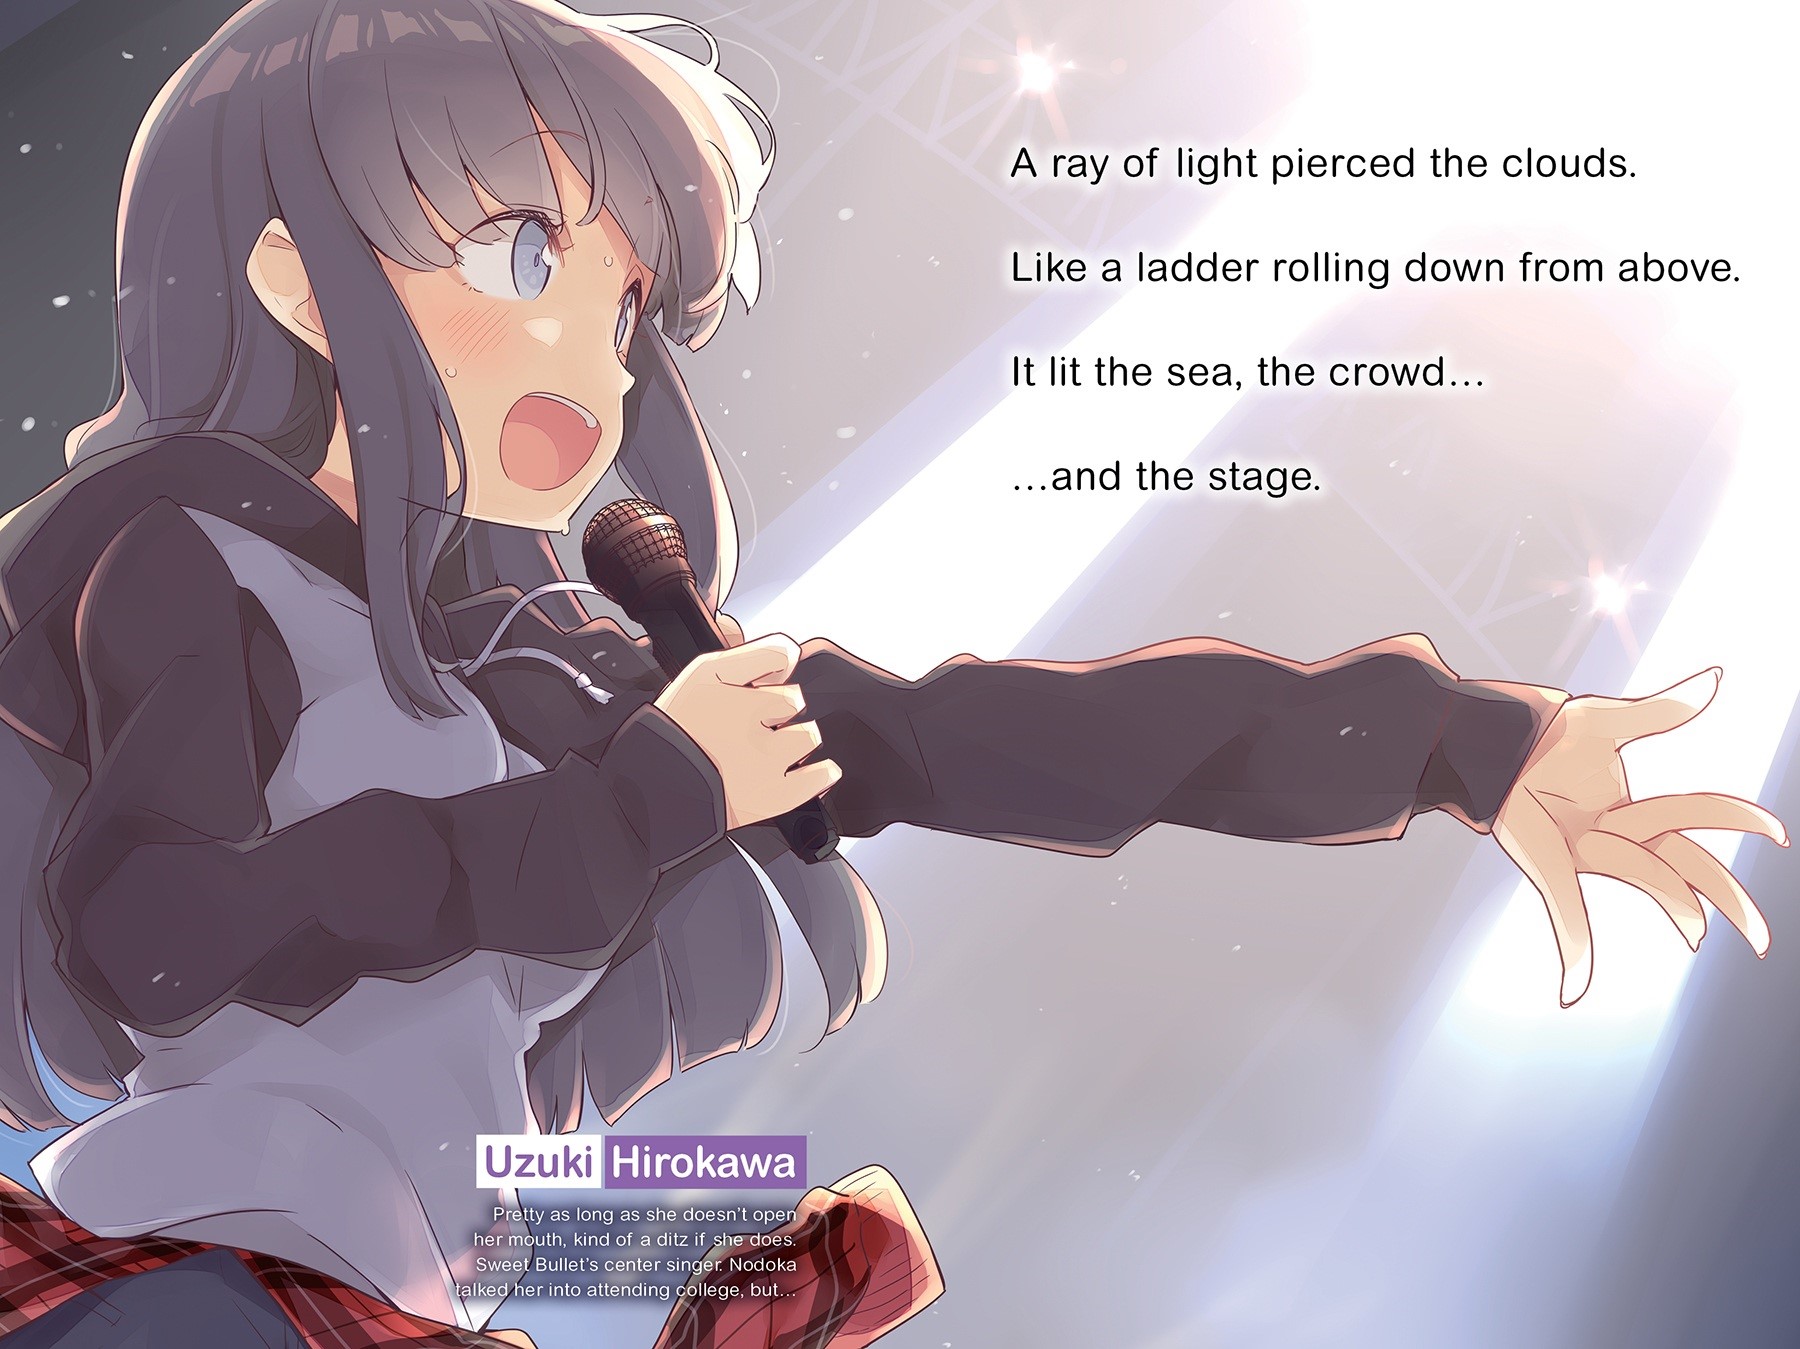 A ray of light pierced the clouds.
Like a ladder rolling down from above.
It lit the sea, the crowd...
...and the stage.
Uzuki Hirokawa
Pretty as long as she doesn't open
her mouth, kind of a ditz if she does.
Sweet Bullet's center singer. Nodoka
talked her into attending college, but...